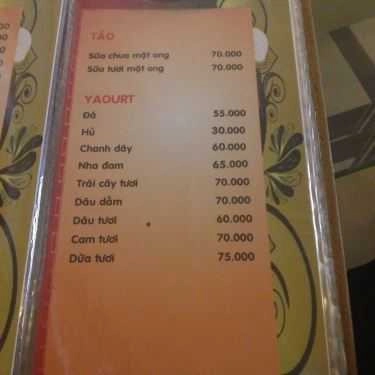 TÁO
Sữa chua mật ong 70.000
Sữa tươi mật ong 70.000
YAOURT
Đá 55.000
Hủ 30.000
Chanh dây 60.000
Nha đam 65.000
Trái cây tươi 70.000
Dâu dầm 70.000
Dâu tươi 60.000
Cam tươi 70.000
Dừa tươi 75.000